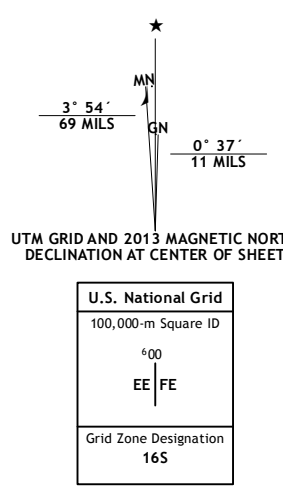 MN
3° 54´
69 MILS
GN
0° 37´
11 MILS
UTM GRID AND 2013 MAGNETIC NORT
DECLINATION AT CENTER OF SHEET
U.S. National Grid
100,000-m Square ID
⁶00
EE FE
Grid Zone Designation
16S